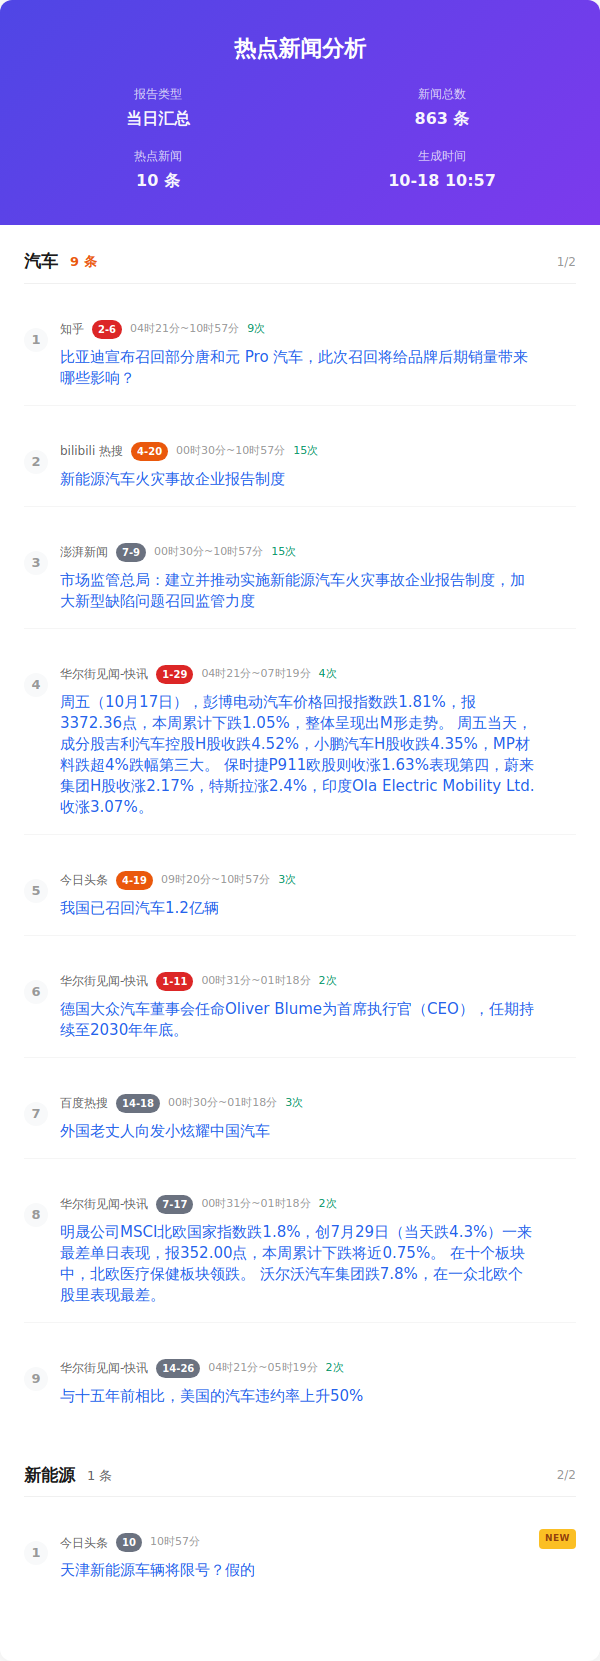 热点新闻分析
报告类型
新闻总数
当日汇总
863 条
热点新闻
生成时间
10 条
10-18 10:57
汽车 9 条 1/2
1
知乎 2-6 04时21分~10时57分 9次
比亚迪宣布召回部分唐和元 Pro 汽车，此次召回将给品牌后期销量带来
哪些影响？
2
bilibili 热搜 4-20 00时30分~10时57分 15次
新能源汽车火灾事故企业报告制度
3
澎湃新闻 7-9 00时30分~10时57分 15次
市场监管总局：建立并推动实施新能源汽车火灾事故企业报告制度，加
大新型缺陷问题召回监管力度
4
华尔街见闻-快讯 1-29 04时21分~07时19分 4次
周五（10月17日），彭博电动汽车价格回报指数跌1.81%，报
3372.36点，本周累计下跌1.05%，整体呈现出M形走势。 周五当天，
成分股吉利汽车控股H股收跌4.52%，小鹏汽车H股收跌4.35%，MP材
料跌超4%跌幅第三大。 保时捷P911欧股则收涨1.63%表现第四，蔚来
集团H股收涨2.17%，特斯拉涨2.4%，印度Ola Electric Mobility Ltd.
收涨3.07%。
5
今日头条 4-19 09时20分~10时57分 3次
我国已召回汽车1.2亿辆
6
华尔街见闻-快讯 1-11 00时31分~01时18分 2次
德国大众汽车董事会任命Oliver Blume为首席执行官（CEO），任期持
续至2030年年底。
7
百度热搜 14-18 00时30分~01时18分 3次
外国老丈人向发小炫耀中国汽车
8
华尔街见闻-快讯 7-17 00时31分~01时18分 2次
明晟公司MSCI北欧国家指数跌1.8%，创7月29日（当天跌4.3%）一来
最差单日表现，报352.00点，本周累计下跌将近0.75%。 在十个板块
中，北欧医疗保健板块领跌。 沃尔沃汽车集团跌7.8%，在一众北欧个
股里表现最差。
9
华尔街见闻-快讯 14-26 04时21分~05时19分 2次
与十五年前相比，美国的汽车违约率上升50%
新能源 1 条 2/2
1
今日头条 10 10时57分 NEW
天津新能源车辆将限号？假的